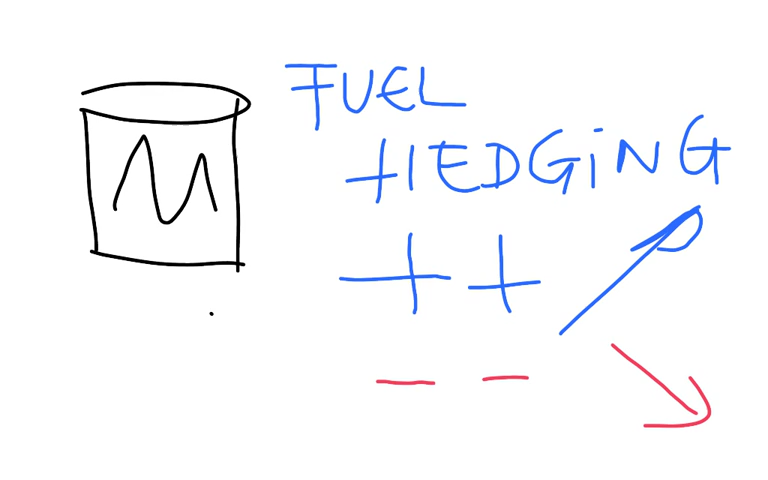 M
FUEL
HEDGING
+ +
- -